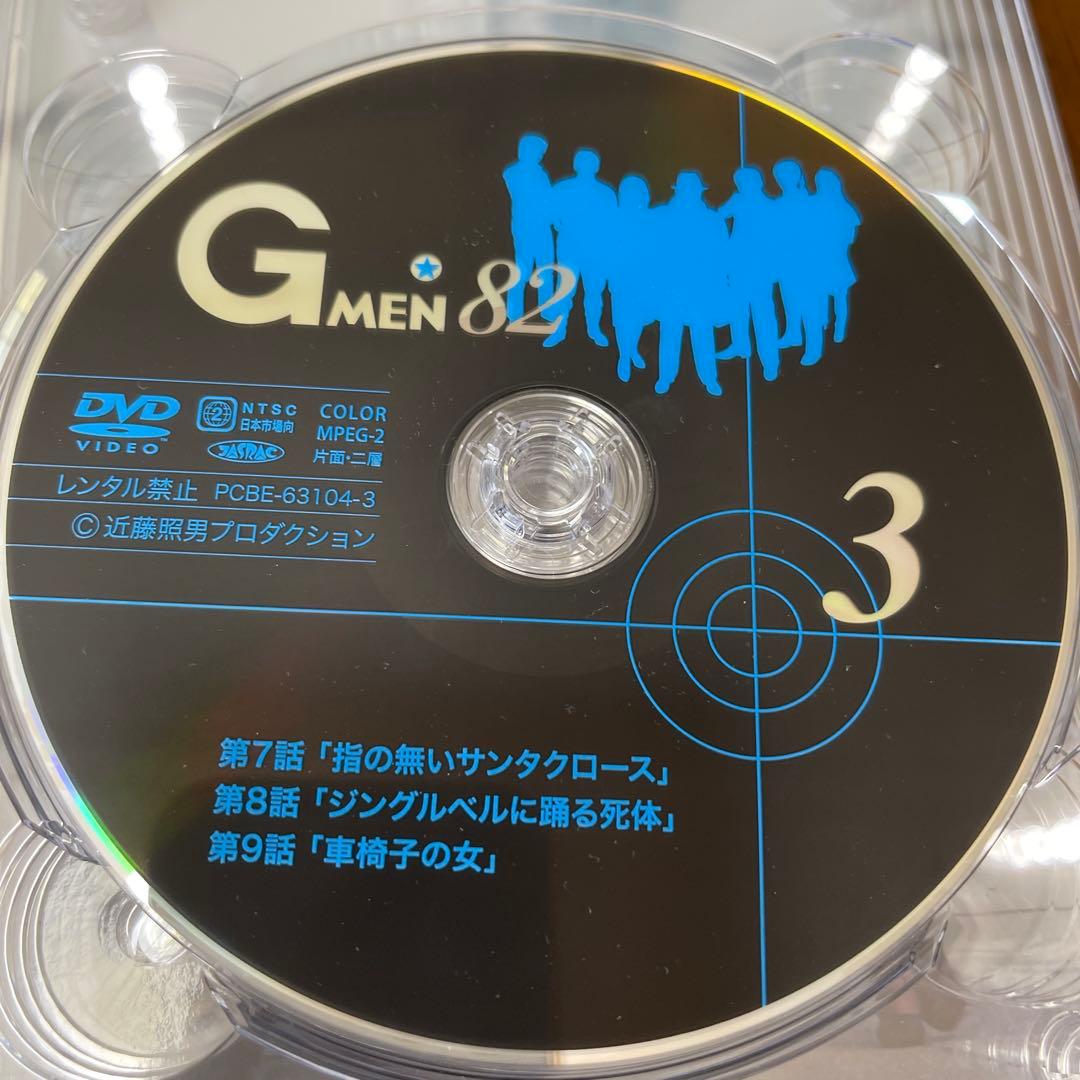 GMEN 82
DVD
VIDEO
2
NTSC
日本市場向
JASRAC
COLOR
MPEG-2
片面・二層
レンタル禁止 PCBE-63104-3
©近藤照男プロダクション
3
第7話「指の無いサンタクロース」
第8話「ジングルベルに踊る死体」
第9話「車椅子の女」